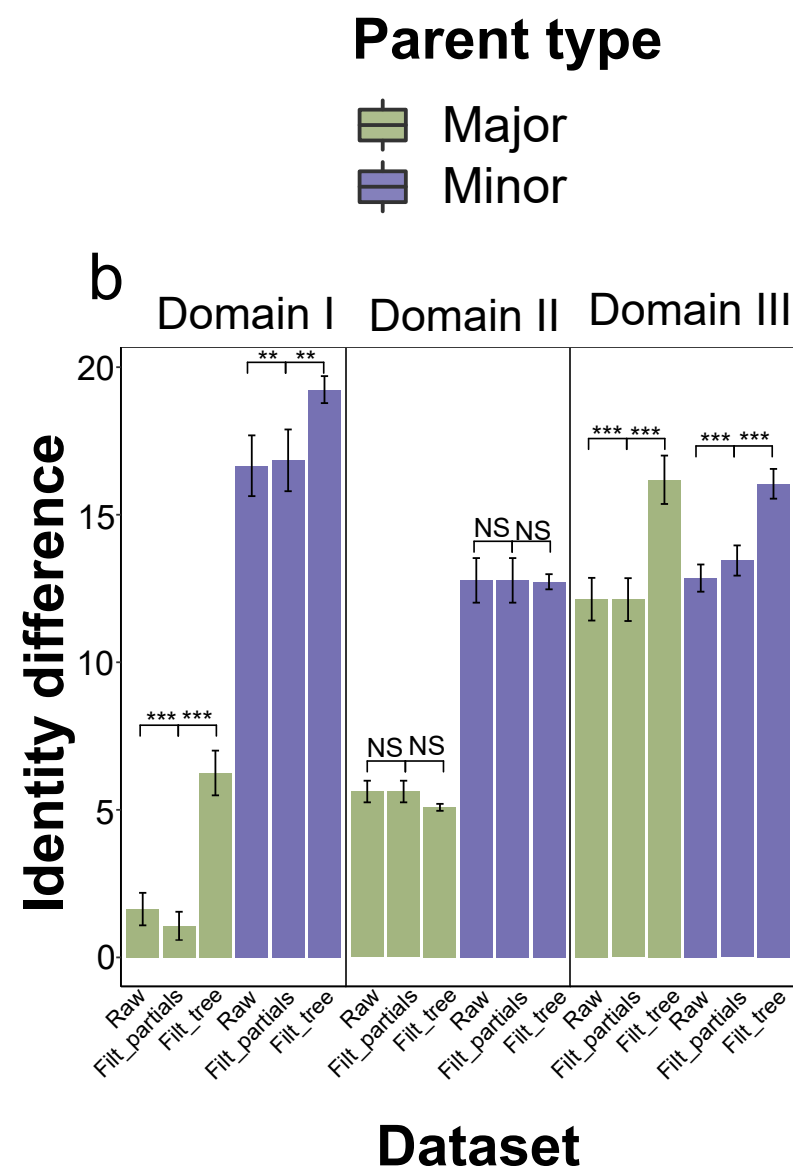 Parent type
Major
Minor
b
Domain I Domain II Domain III
Identity difference
20
15
10
5
0
** **
*** ***
NS NS
NS NS
*** ***
*** ***
Raw Filt_partials Filt_tree Raw Filt_partials Filt_tree Raw Filt_partials Filt_tree Raw Filt_partials Filt_tree Raw Filt_partials Filt_tree Raw Filt_partials Filt_tree
Dataset